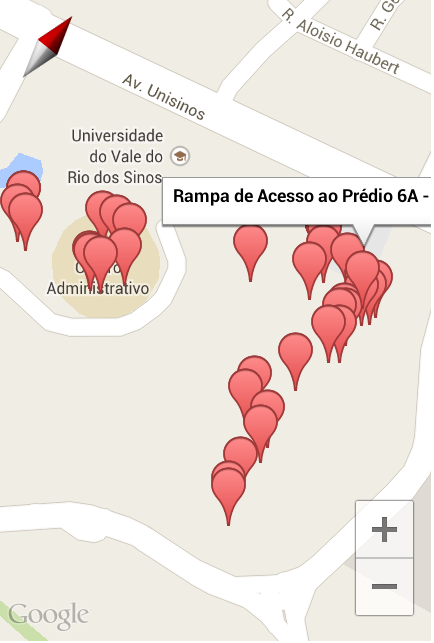 R. Aloisio Haubert
Av. Unisinos
Universidade
do Vale do
Rio dos Sinos
Rampa de Acesso ao Prédio 6A -
Administrativo
Google